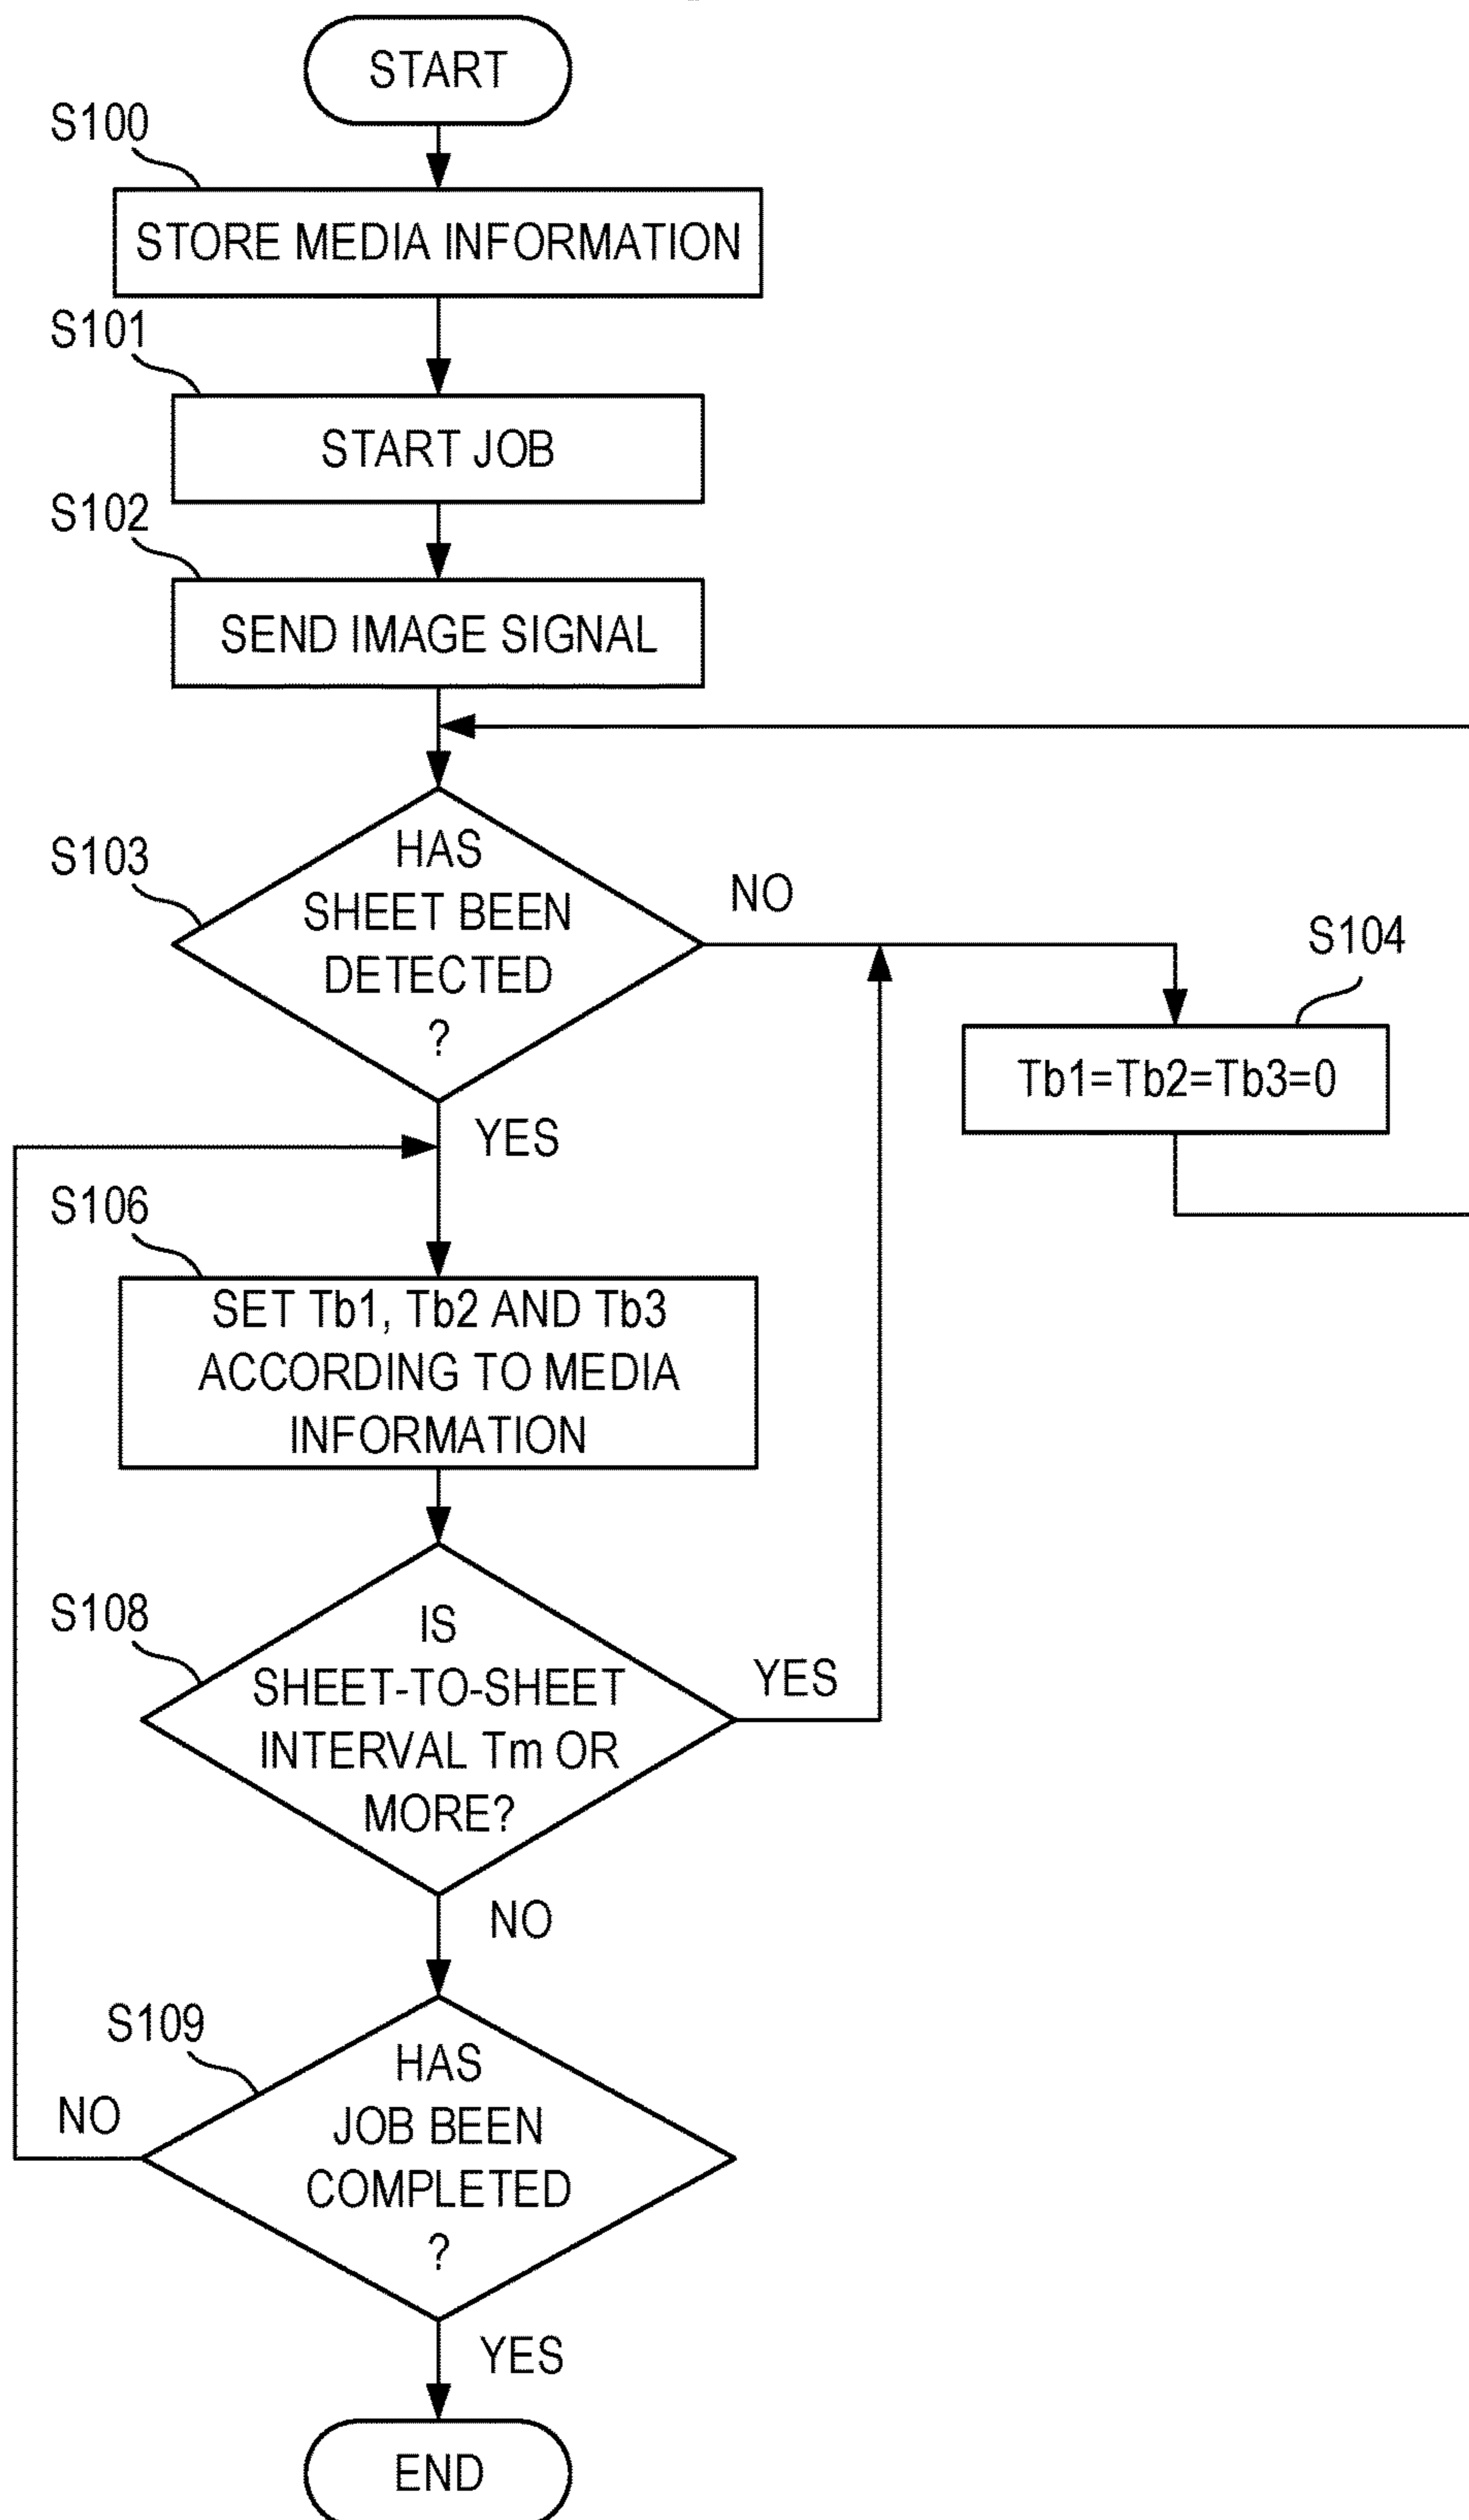 START
S100
STORE MEDIA INFORMATION
S101
START JOB
S102
SEND IMAGE SIGNAL
S103
HAS
SHEET BEEN
DETECTED
?
NO
S104
Tb1=Tb2=Tb3=0
YES
S106
SET Tb1, Tb2 AND Tb3
ACCORDING TO MEDIA
INFORMATION
S108
IS
SHEET-TO-SHEET
INTERVAL Tm OR
MORE?
YES
NO
S109
HAS
JOB BEEN
COMPLETED
?
NO
YES
END